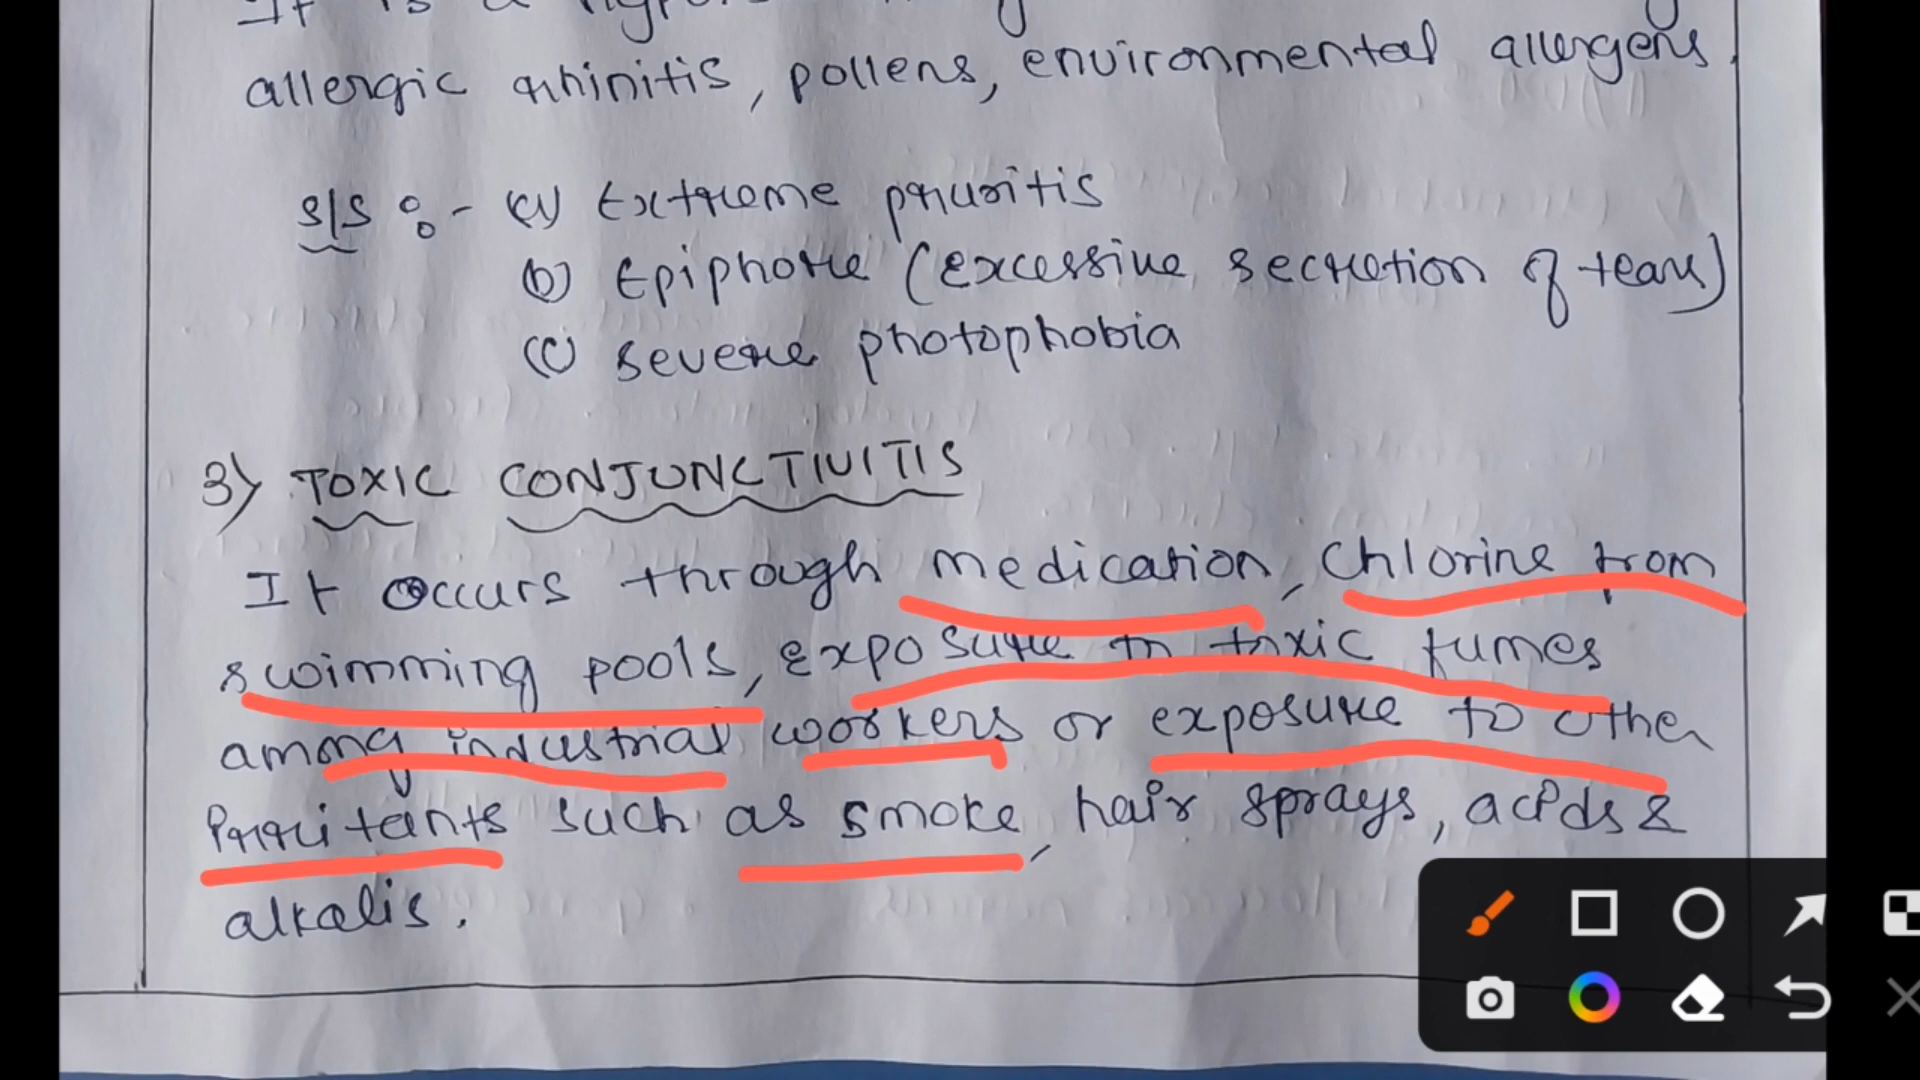 It is a
allergic rhinitis, pollens, environmental allergens.
S/S :- (a) Extreme pruritis
(b) Epiphore (excessive secretion of tears)
(c) severe photophobia
3) TOXIC CONJUNCTIVITIS
It occurs through medication, Chlorine from
swimming pools, exposure to toxic fumes
among industrial workers or exposure to other
irritants such as smoke, hair sprays, acids &
alkalis.